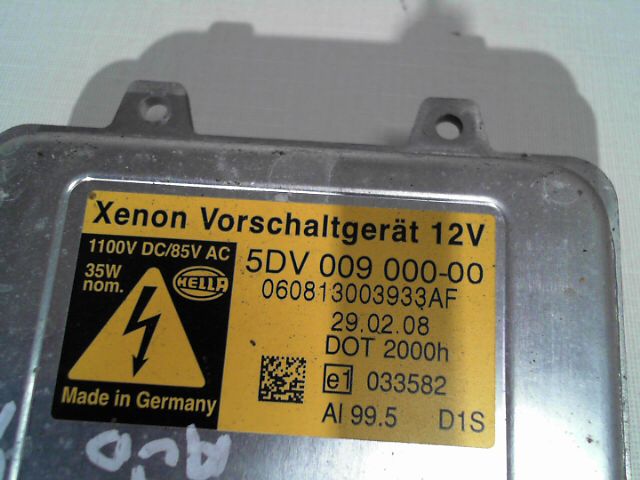 Xenon Vorschaltgerät 12V
1100V DC/85V AC
35W
nom.
HELLA
Made in Germany
5DV 009 000-00
060813003933AF
29.02.08
DOT 2000h
e1 033582
Al 99.5 D1S